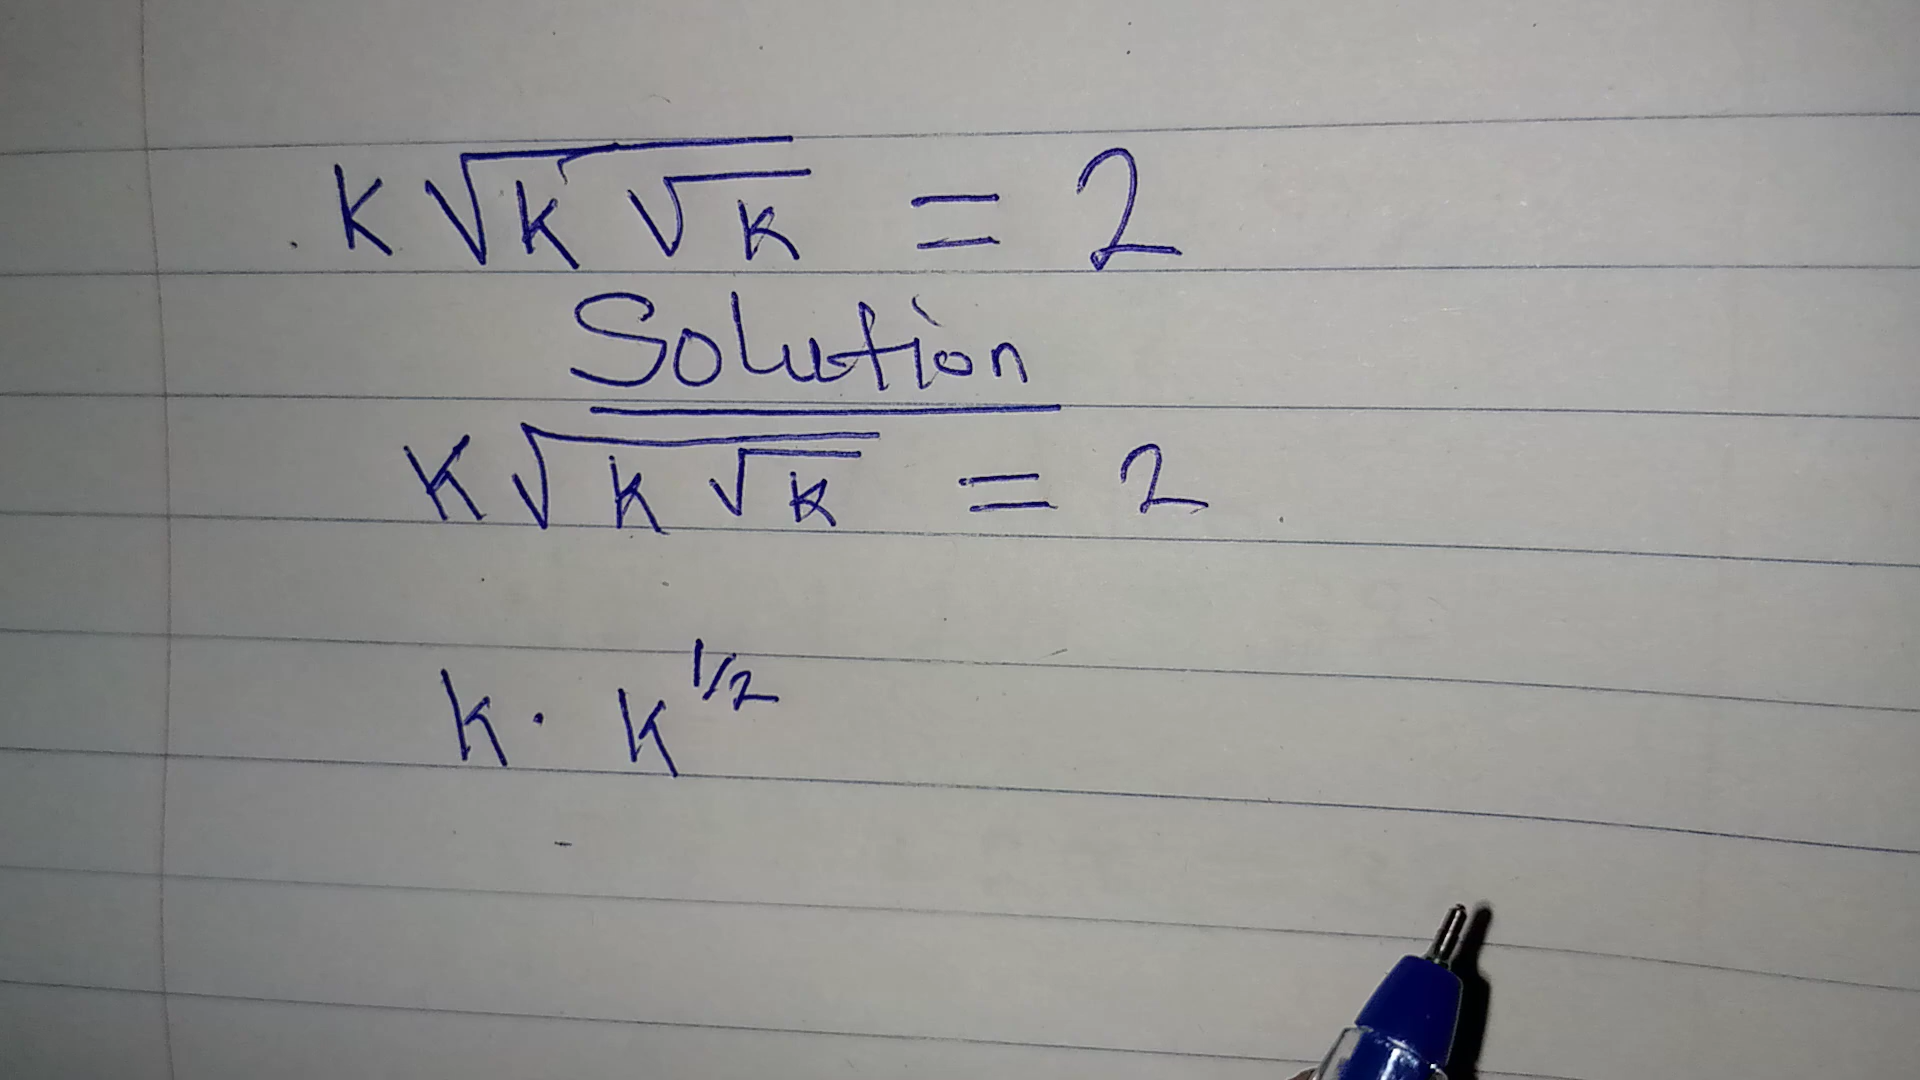 K√(K√K) = 2
Solution
K√(K√K) = 2
K · K^1/2